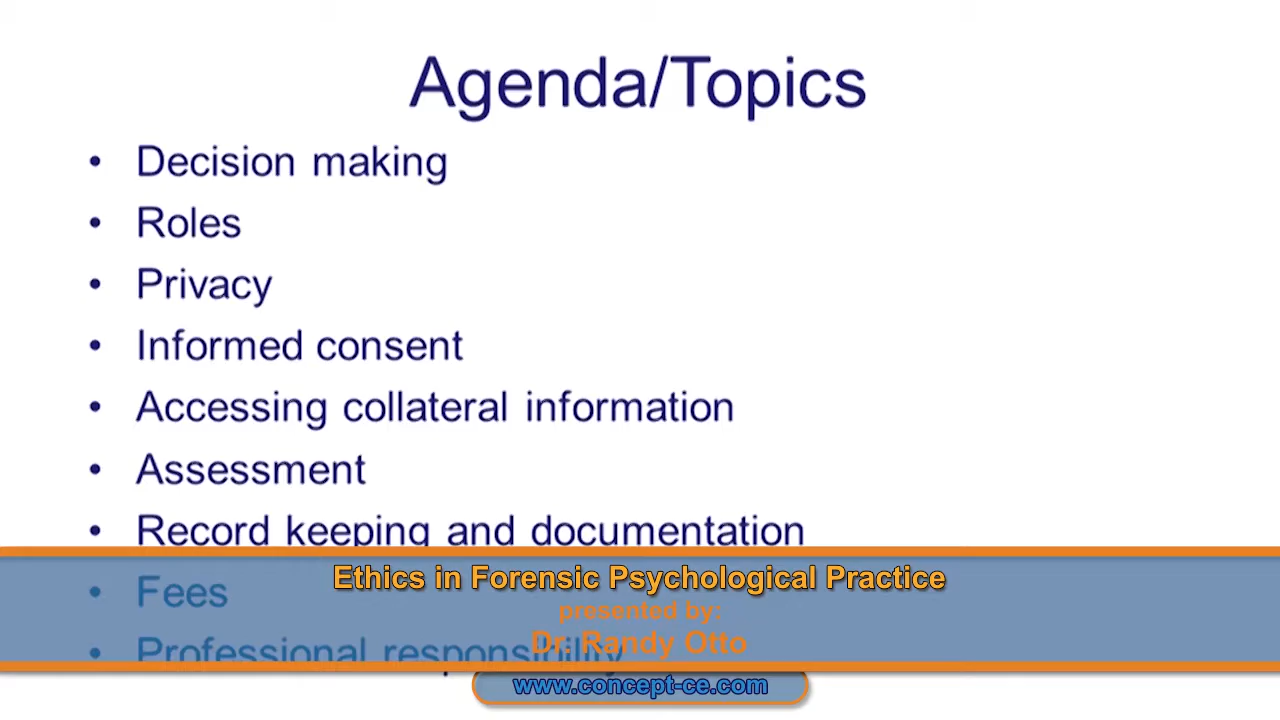 Agenda/Topics
• Decision making
• Roles
• Privacy
• Informed consent
• Accessing collateral information
• Assessment
• Record keeping and documentation
• Fees
• Professional responsibility
Ethics in Forensic Psychological Practice
presented by:
Dr. Randy Otto
www.concept-ce.com